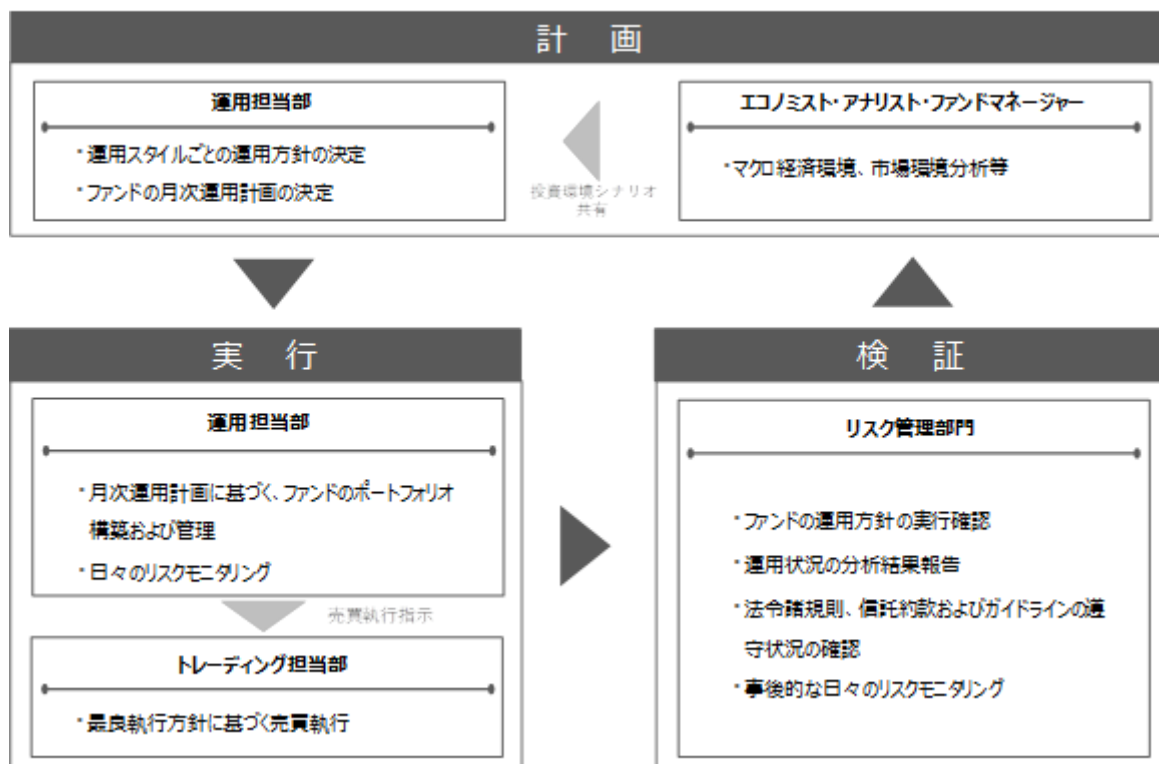 計 画
運用担当部
・運用スタイルごとの運用方針の決定
・ファンドの月次運用計画の決定
投資環境シナリオ
共有
エコノミスト・アナリスト・ファンドマネージャー
・マクロ経済環境、市場環境分析等
実 行
運用担当部
・月次運用計画に基づく、ファンドのポートフォリオ
構築および管理
・日々のリスクモニタリング
売買執行指示
トレーディング担当部
・最良執行方針に基づく売買執行
検 証
リスク管理部門
・ファンドの運用方針の実行確認
・運用状況の分析結果報告
・法令諸規則、信託約款およびガイドラインの遵
守状況の確認
・事後的な日々のリスクモニタリング